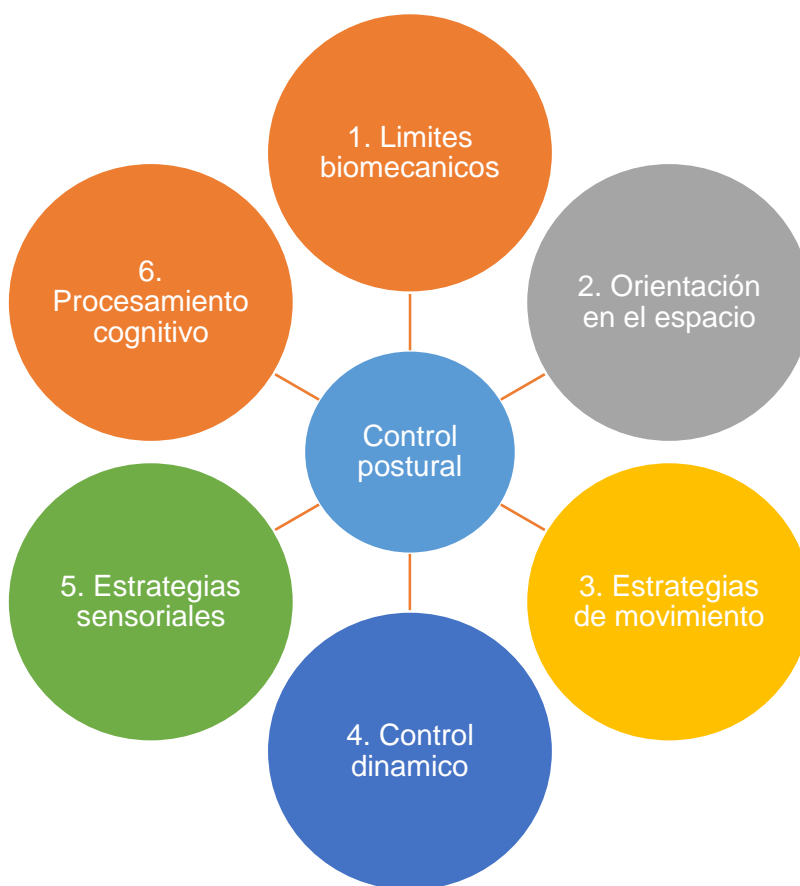 1. Limites
biomecanicos
2. Orientación
en el espacio
3. Estrategias
de movimiento
4. Control
dinamico
5. Estrategias
sensoriales
6.
Procesamiento
cognitivo
Control
postural